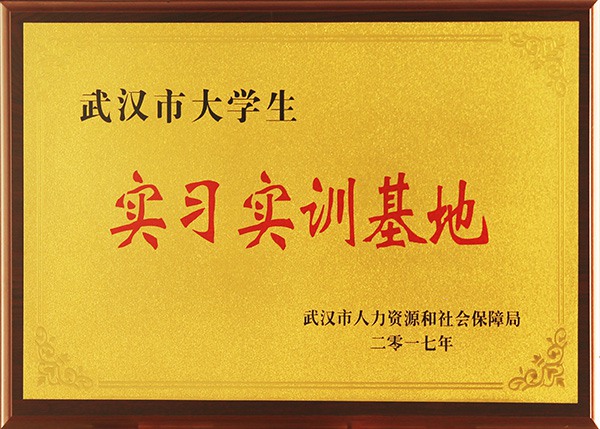 武汉市大学生
实习实训基地
武汉市人力资源和社会保障局
二零一七年